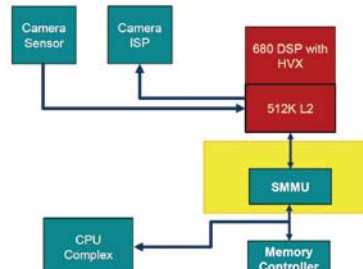 Camera
Sensor
Camera
ISP
680 DSP with
HVX
512K L2
SMMU
CPU
Complex
Memory
Controller